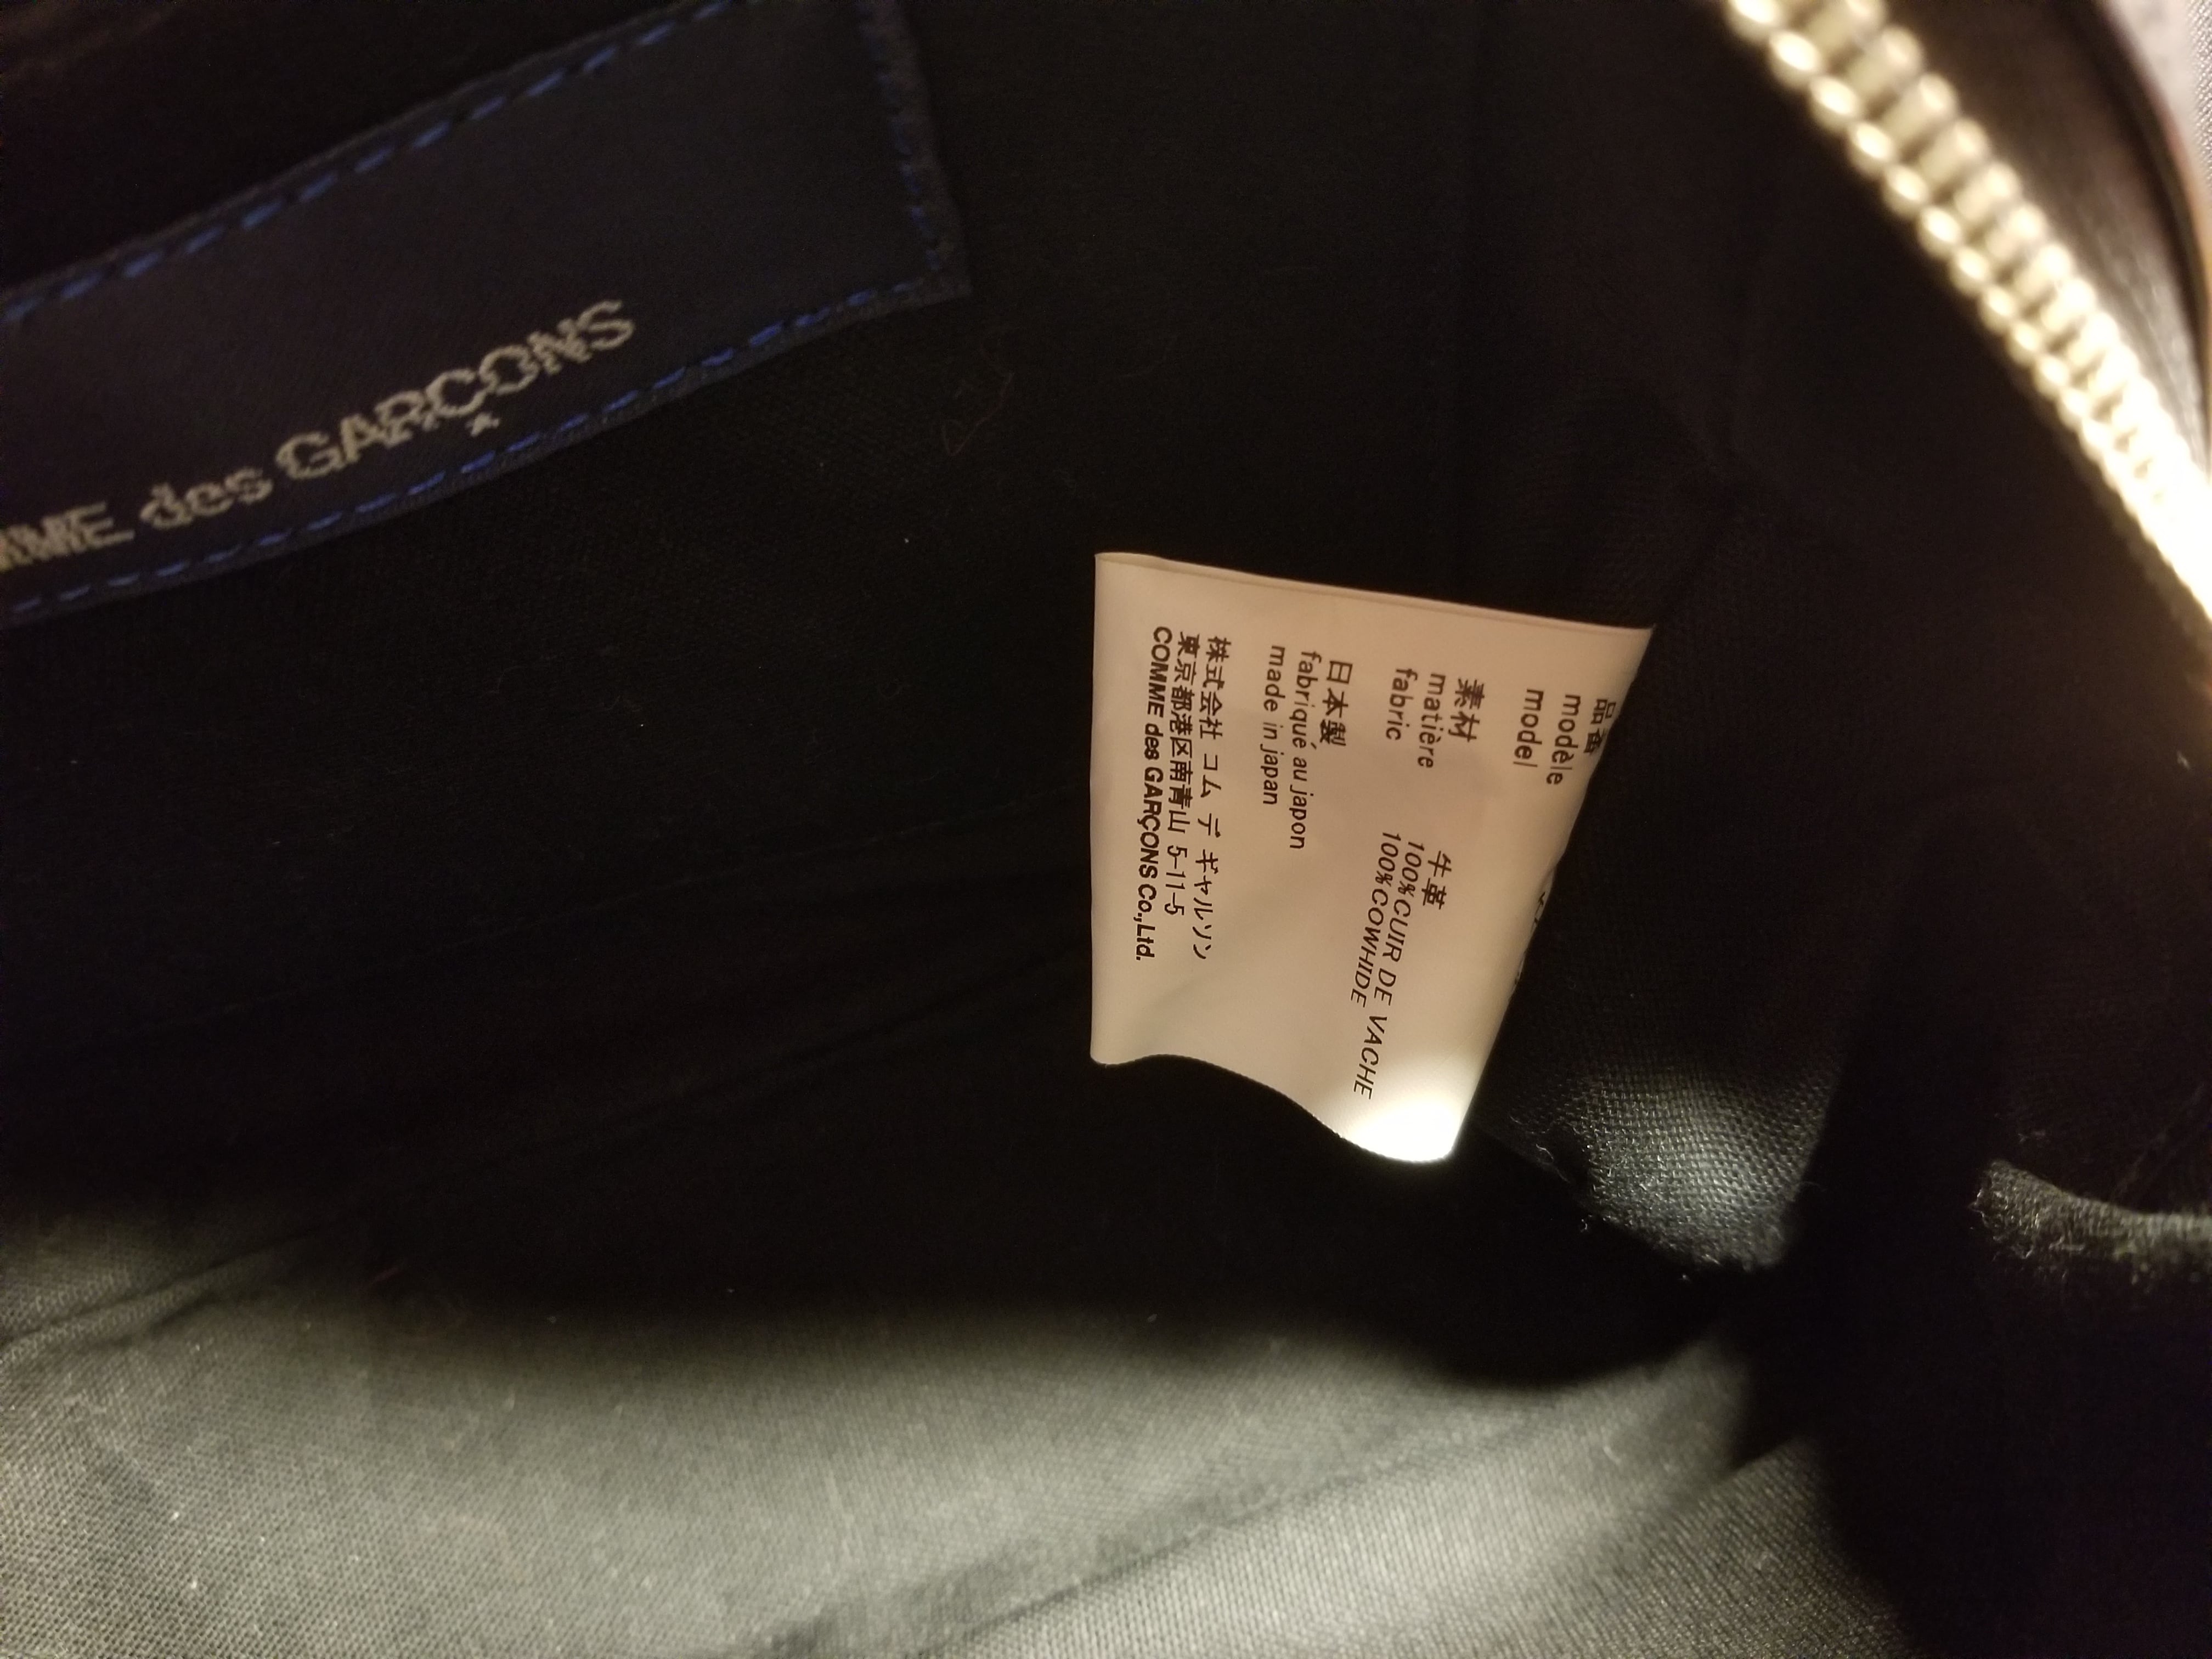 MME des GARÇONS
品番
modèle
model
素材 牛革
matière 100%CUIR DE VACHE
fabric 100%COWHIDE
日本製
fabriqué au japon
made in japan
株式会社 コム デ ギャルソン
東京都港区南青山 5-11-5
COMME des GARÇONS Co.,Ltd.